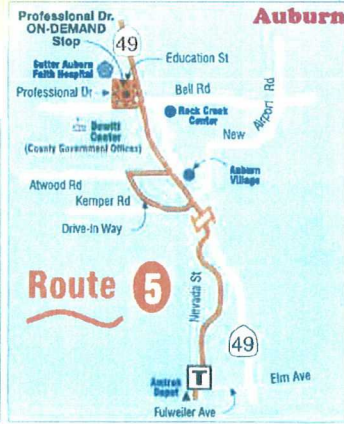 Auburn
Professional Dr.
ON-DEMAND
Stop
49
Education St
Sutter Auburn
Faith Hospital
Professional Dr
Bell Rd
Rock Creek
Center
Airport Rd
New
Dewitt
Center
(County Government Offices)
Auburn
Village
Atwood Rd
Kemper Rd
Drive-In Way
Route 5
Nevada St
49
T
Amtrak
Depot
Elm Ave
Fulweiler Ave